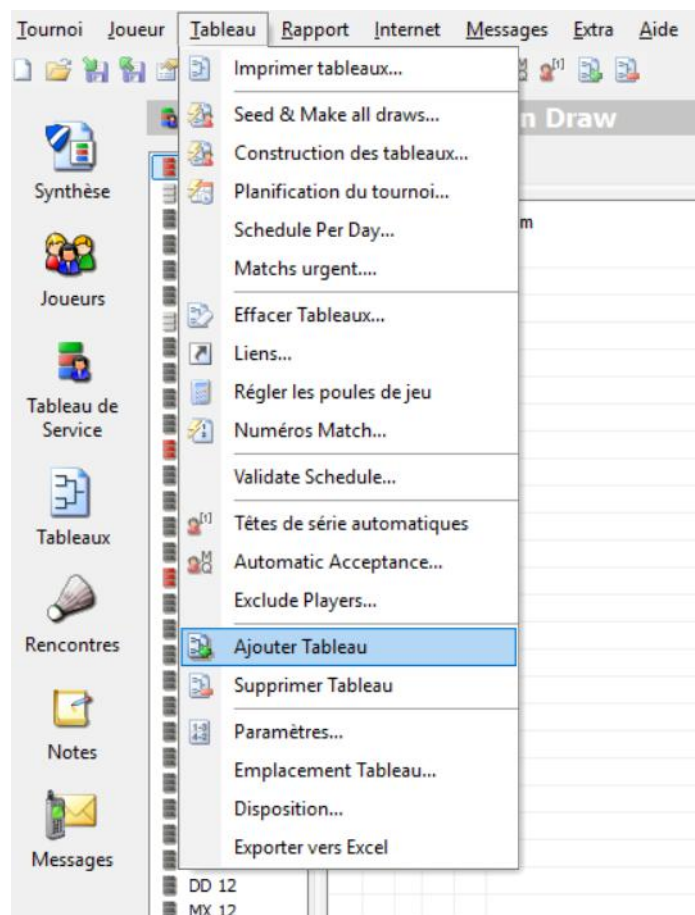 Tournoi Joueur Tableau Rapport Internet Messages Extra Aide
Imprimer tableaux...
Seed & Make all draws...
n Draw
Construction des tableaux...
Synthèse
Planification du tournoi...
Schedule Per Day...
m
Matchs urgent....
Joueurs
Effacer Tableaux...
Liens...
Régler les poules de jeu
Tableau de
Service
Numéros Match...
Validate Schedule...
Têtes de série automatiques
Tableaux
Automatic Acceptance...
Exclude Players...
Rencontres
Ajouter Tableau
Supprimer Tableau
Paramètres...
Notes
Emplacement Tableau...
Disposition...
Exporter vers Excel
Messages
DD 12
MX 12